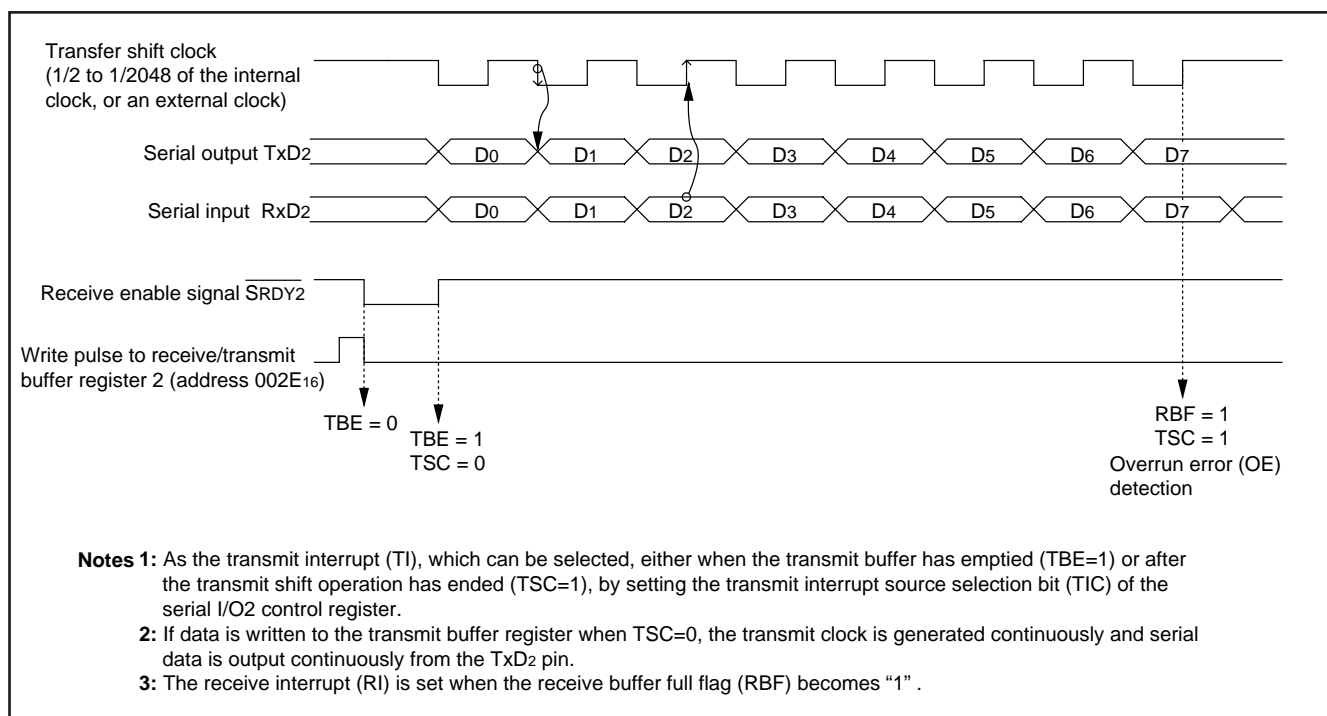 Transfer shift clock
(1/2 to 1/2048 of the internal
clock, or an external clock)
Serial output TxD2
D0 D1 D2 D3 D4 D5 D6 D7
Serial input RxD2
D0 D1 D2 D3 D4 D5 D6 D7
Receive enable signal SRDY2
Write pulse to receive/transmit
buffer register 2 (address 002E16)
TBE = 0
TBE = 1
TSC = 0
RBF = 1
TSC = 1
Overrun error (OE)
detection
Notes 1: As the transmit interrupt (TI), which can be selected, either when the transmit buffer has emptied (TBE=1) or after
the transmit shift operation has ended (TSC=1), by setting the transmit interrupt source selection bit (TIC) of the
serial I/O2 control register.
2: If data is written to the transmit buffer register when TSC=0, the transmit clock is generated continuously and serial
data is output continuously from the TxD2 pin.
3: The receive interrupt (RI) is set when the receive buffer full flag (RBF) becomes “1” .